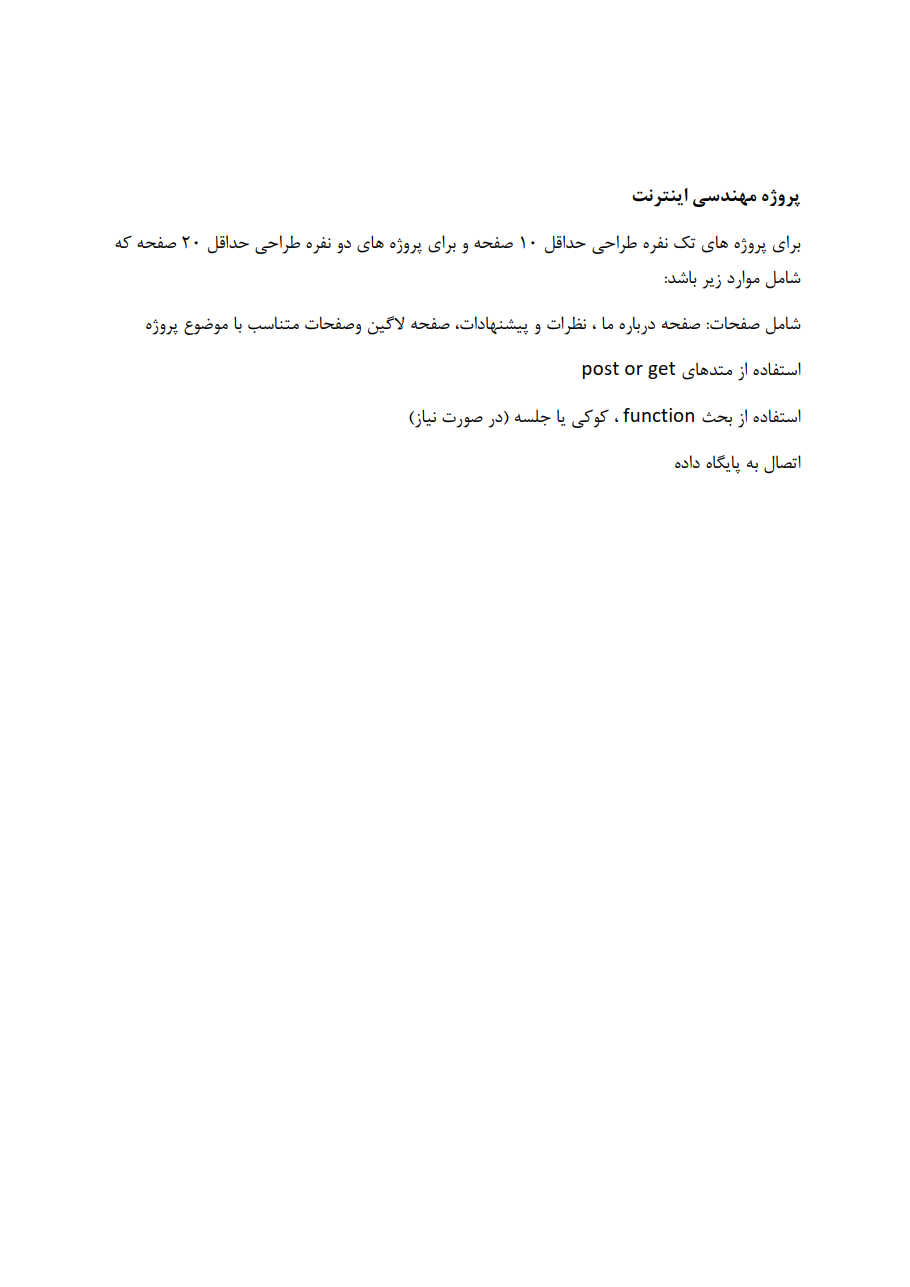 پروژه مهندسی اینترنت
برای پروژه های تک نفره طراحی حداقل ۱۰ صفحه و برای پروژه های دو نفره طراحی حداقل ۲۰ صفحه که
شامل موارد زیر باشد:
شامل صفحات: صفحه درباره ما ، نظرات و پیشنهادات، صفحه لاگین وصفحات متناسب با موضوع پروژه
استفاده از متدهای post or get
استفاده از بحث function ، کوکی یا جلسه (در صورت نیاز)
اتصال به پایگاه داده